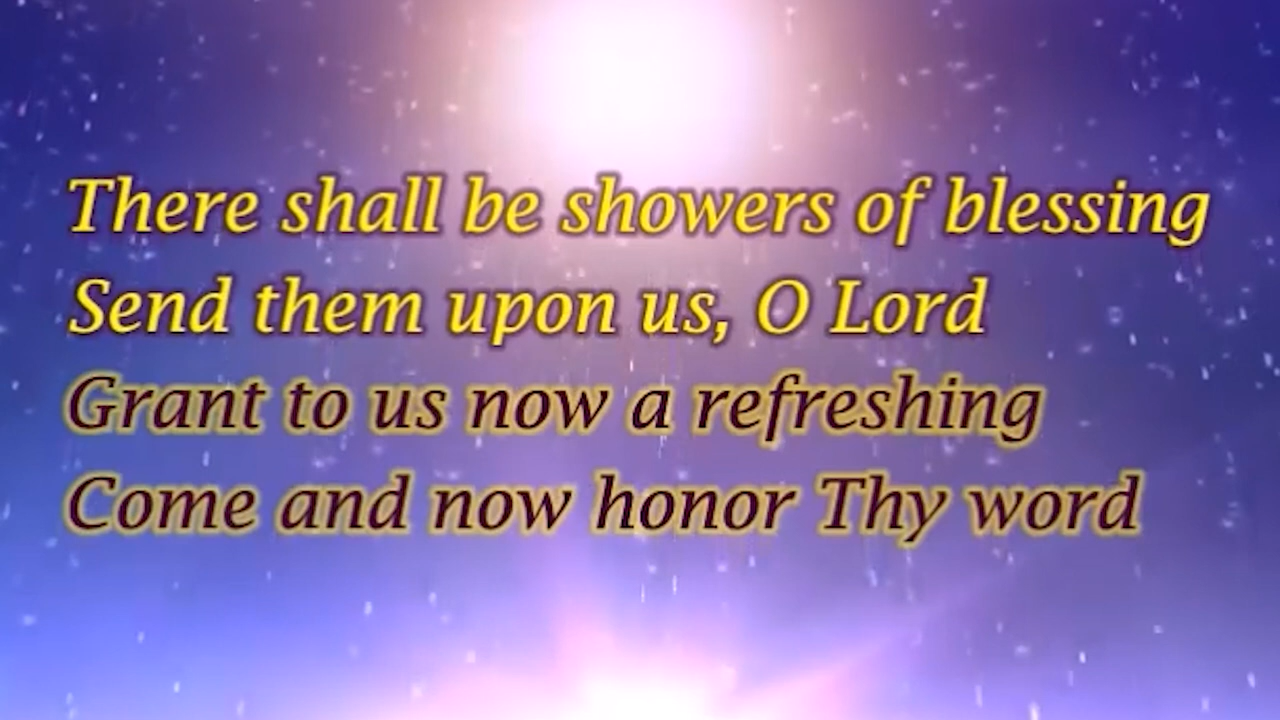 There shall be showers of blessing
Send them upon us, O Lord
Grant to us now a refreshing
Come and now honor Thy word